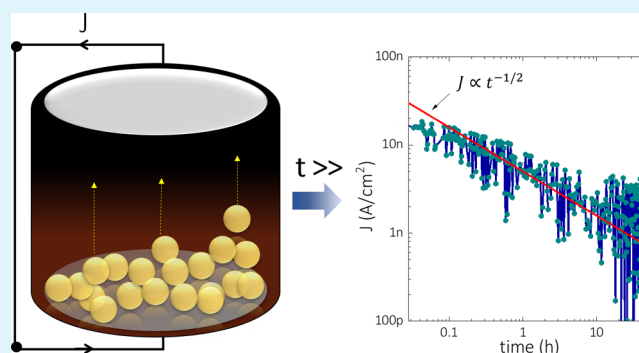 J
t >>
J ∝ t^{-1/2}
100n
10n
1n
100p
J (A/cm²)
0.1
1
10
time (h)